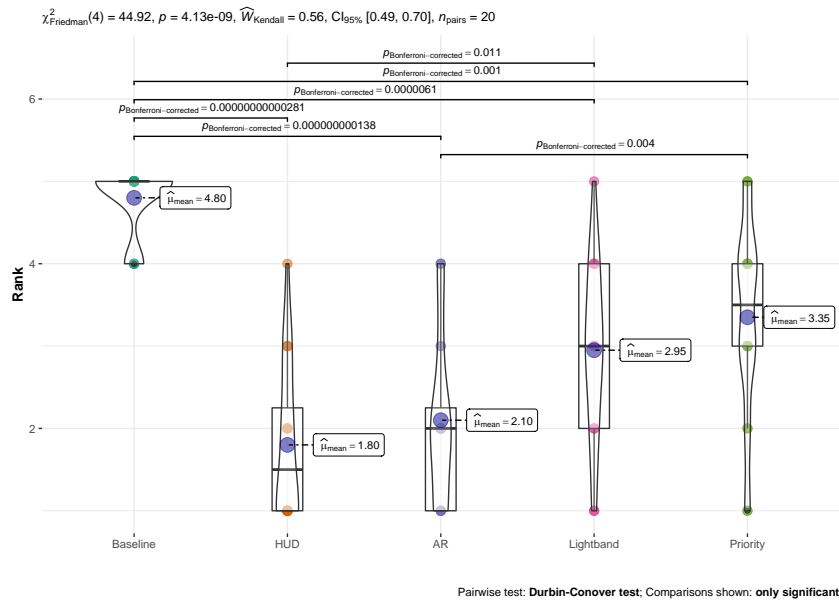 χ²Friedman(4) = 44.92, p = 4.13e-09, ŴKendall = 0.56, CI95% [0.49, 0.70], npairs = 20
pBonferroni−corrected = 0.011
pBonferroni−corrected = 0.001
pBonferroni−corrected = 0.0000061
pBonferroni−corrected = 0.00000000000281
pBonferroni−corrected = 0.000000000138
pBonferroni−corrected = 0.004
6
4
2
Rank
μ̂mean = 4.80
μ̂mean = 1.80
μ̂mean = 2.10
μ̂mean = 2.95
μ̂mean = 3.35
Baseline HUD AR Lightband Priority
Pairwise test: Durbin-Conover test; Comparisons shown: only significant